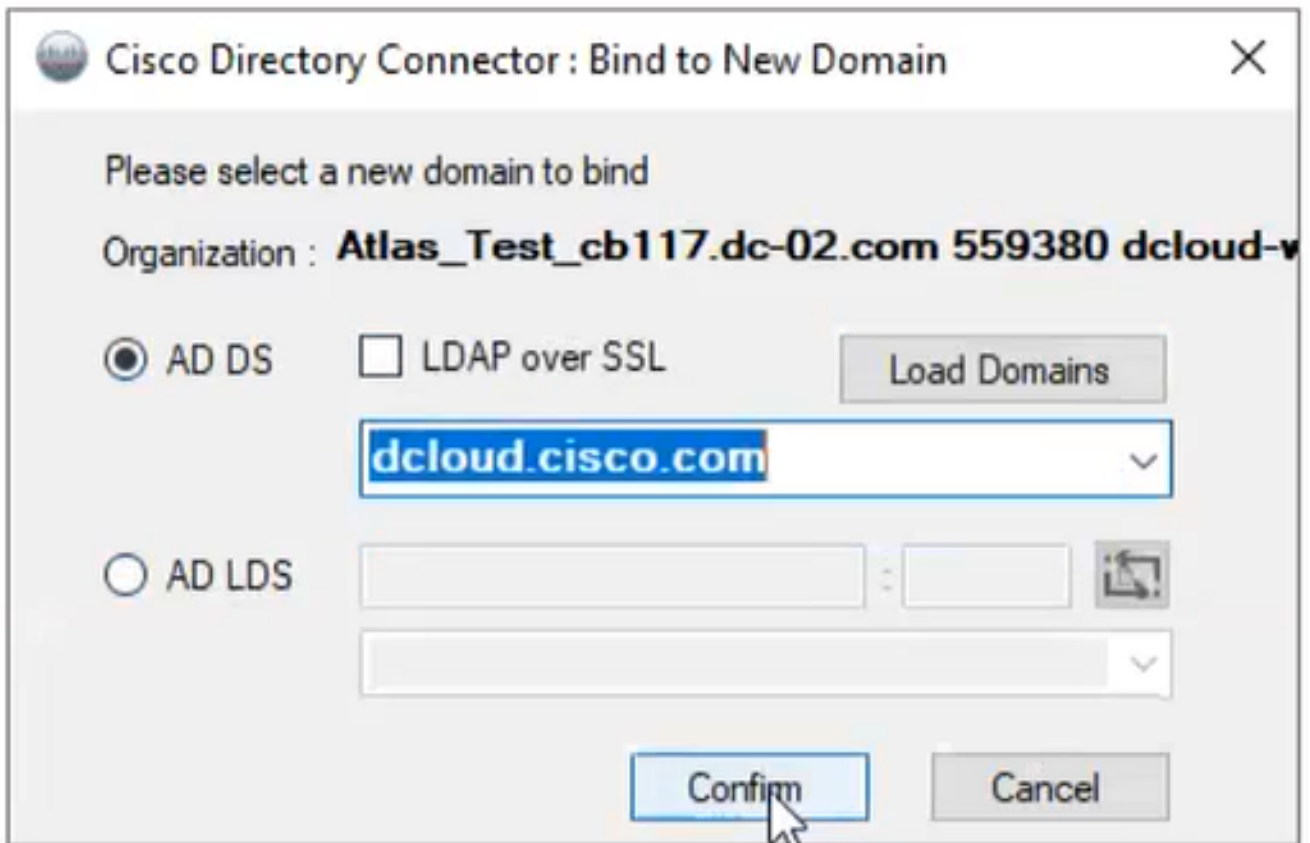 Cisco Directory Connector : Bind to New Domain
Please select a new domain to bind
Organization : Atlas_Test_cb117.dc-02.com 559380 dcloud-
AD DS LDAP over SSL Load Domains
dcloud.cisco.com
AD LDS :
Confirm Cancel